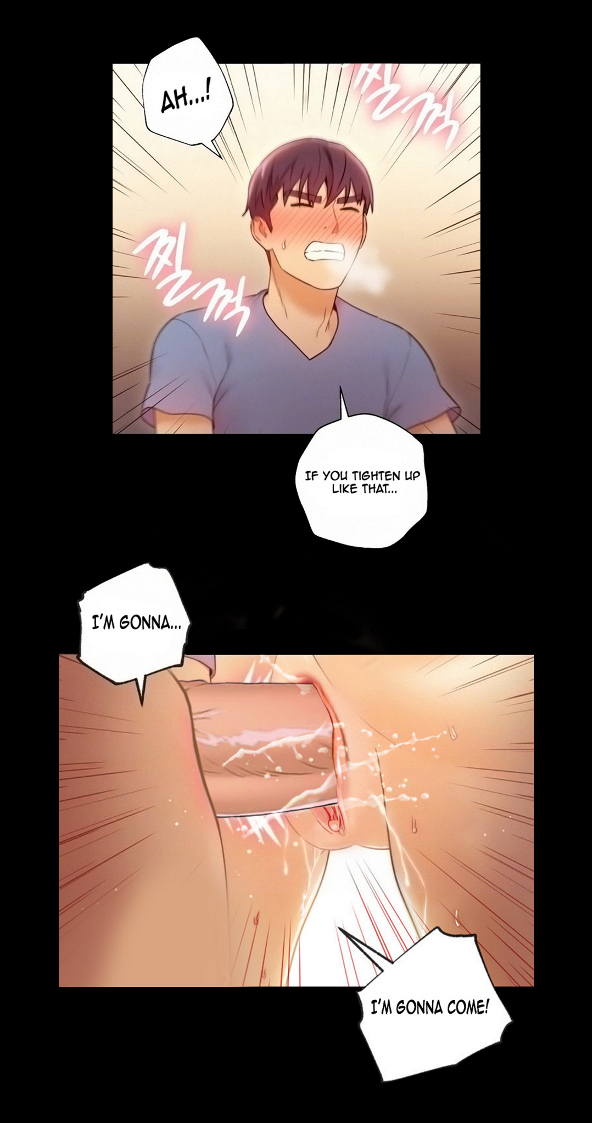 AH...!
찔
꺽
찔
꺽
IF YOU TIGHTEN UP
LIKE THAT...
I'M GONNA...
I'M GONNA COME!